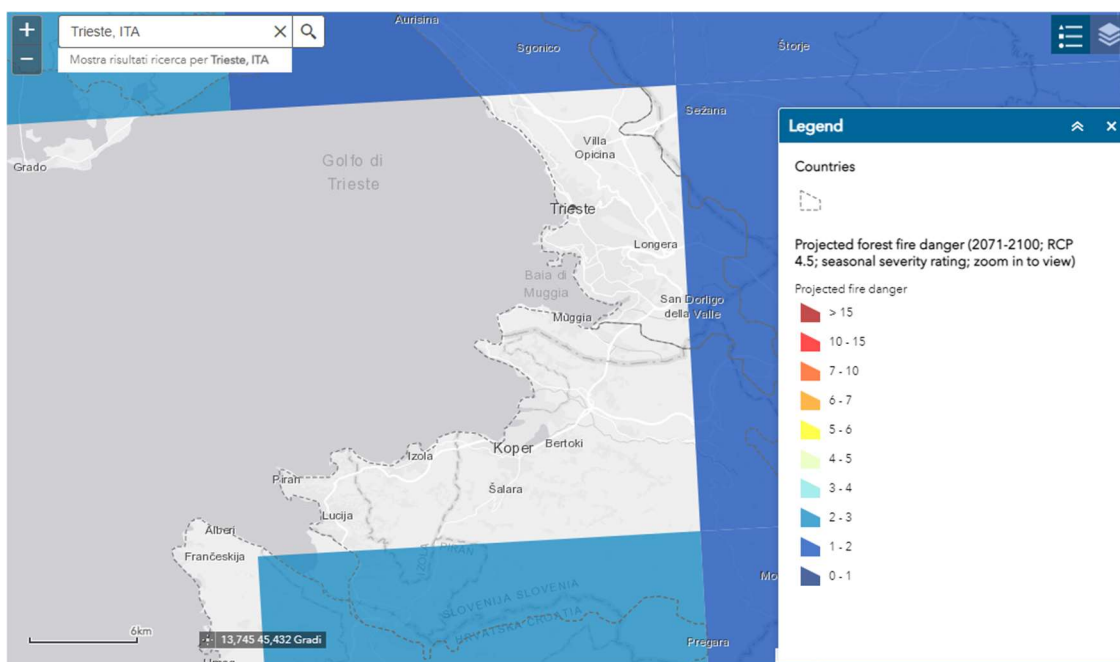 +
Trieste, ITA
Mostra risultati ricerca per Trieste, ITA
−
Aurisina
Sgonico
Štorje
Sežana
Villa
Opicina
Grado
Golfo di
Trieste
Trieste
Longera
Baia di
Muggia
San Dorligo
della Valle
Muggia
Koper
Bertoki
Izola
Piran
Šalara
Lucija
Frančeskija
IZOLA
PIRAN
SLOVENIJA SLOVENIA
HRVATSKA CROATIA
Mo
Pregara
6km
13,745 45,432 Gradi
Legend
Countries
Projected forest fire danger (2071-2100; RCP
4.5; seasonal severity rating; zoom in to view)
Projected fire danger
> 15
10 - 15
7 - 10
6 - 7
5 - 6
4 - 5
3 - 4
2 - 3
1 - 2
0 - 1